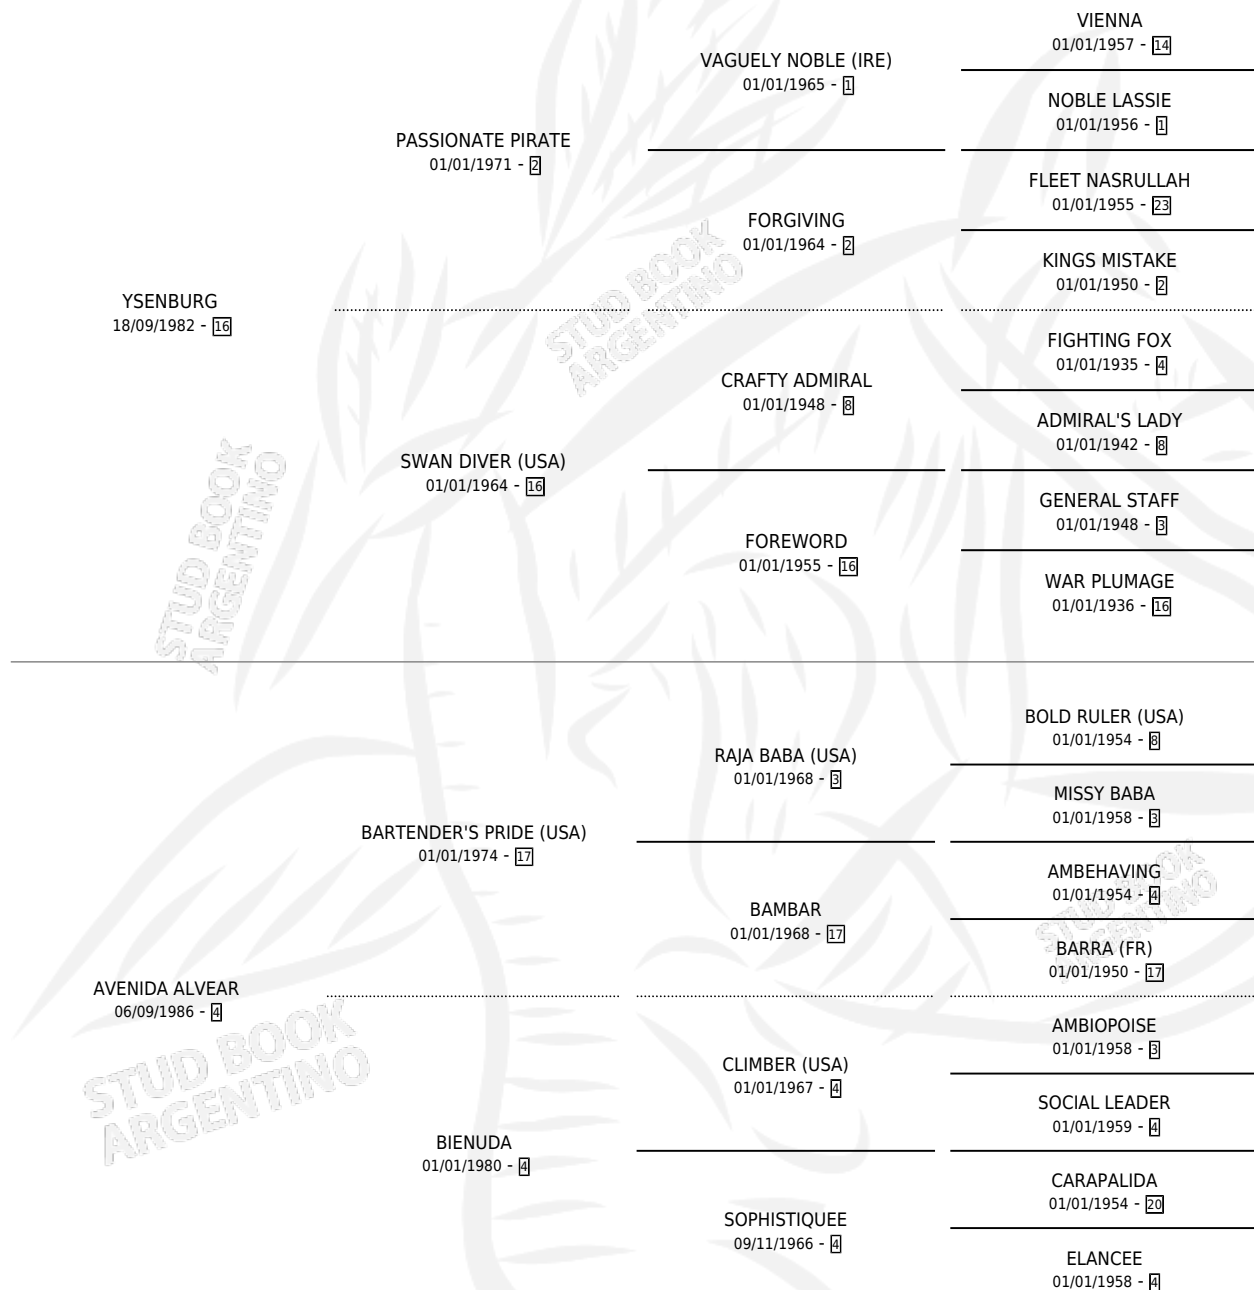 VIENNA
01/01/1957 - 14
VAGUELY NOBLE (IRE)
01/01/1965 - 1
NOBLE LASSIE
01/01/1956 - 1
PASSIONATE PIRATE
01/01/1971 - 2
FLEET NASRULLAH
01/01/1955 - 23
FORGIVING
01/01/1964 - 2
KINGS MISTAKE
01/01/1950 - 2
YSENBURG
18/09/1982 - 16
STUD BOOK
ARGENTINO
FIGHTING FOX
01/01/1935 - 4
CRAFTY ADMIRAL
01/01/1948 - 8
ADMIRAL'S LADY
01/01/1942 - 8
SWAN DIVER (USA)
01/01/1964 - 16
GENERAL STAFF
01/01/1948 - 3
FOREWORD
01/01/1955 - 16
WAR PLUMAGE
01/01/1936 - 16
STUD BOOK
ARGENTINO
BOLD RULER (USA)
01/01/1954 - 8
RAJA BABA (USA)
01/01/1968 - 3
MISSY BABA
01/01/1958 - 3
BARTENDER'S PRIDE (USA)
01/01/1974 - 17
AMBEHAVING
01/01/1954 - 4
BAMBAR
01/01/1968 - 17
STUD BOOK
ARGENTINO
BARRA (FR)
01/01/1950 - 17
AVENIDA ALVEAR
06/09/1986 - 4
AMBIOPOISE
01/01/1958 - 3
CLIMBER (USA)
01/01/1967 - 4
STUD BOOK
ARGENTINO
SOCIAL LEADER
01/01/1959 - 4
BIENUDA
01/01/1980 - 4
CARAPALIDA
01/01/1954 - 20
SOPHISTIQUEE
09/11/1966 - 4
ELANCEE
01/01/1958 - 4